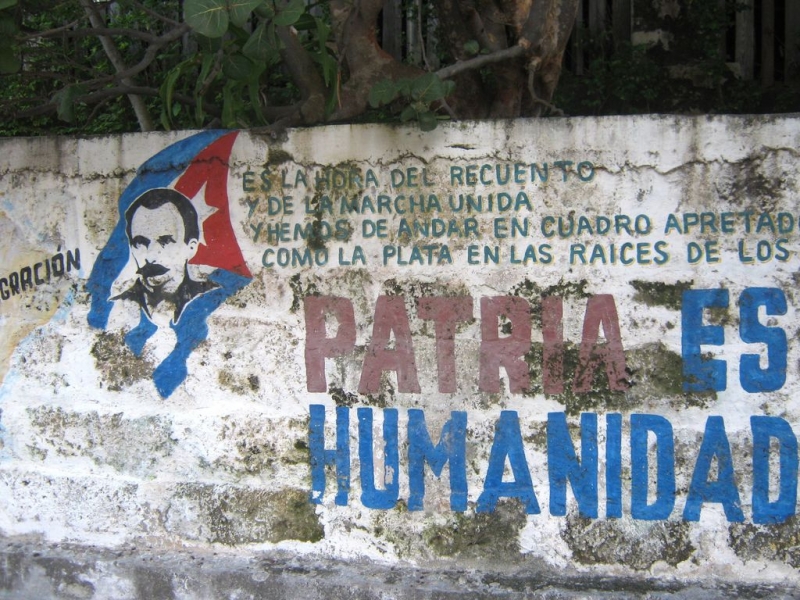 GRACIÓN
ES LA HORA DEL RECUENTO
Y DE LA MARCHA UNIDA
Y HEMOS DE ANDAR EN CUADRO APRETAD
COMO LA PLATA EN LAS RAICES DE LOS
PATRIA ES
HUMANIDAD